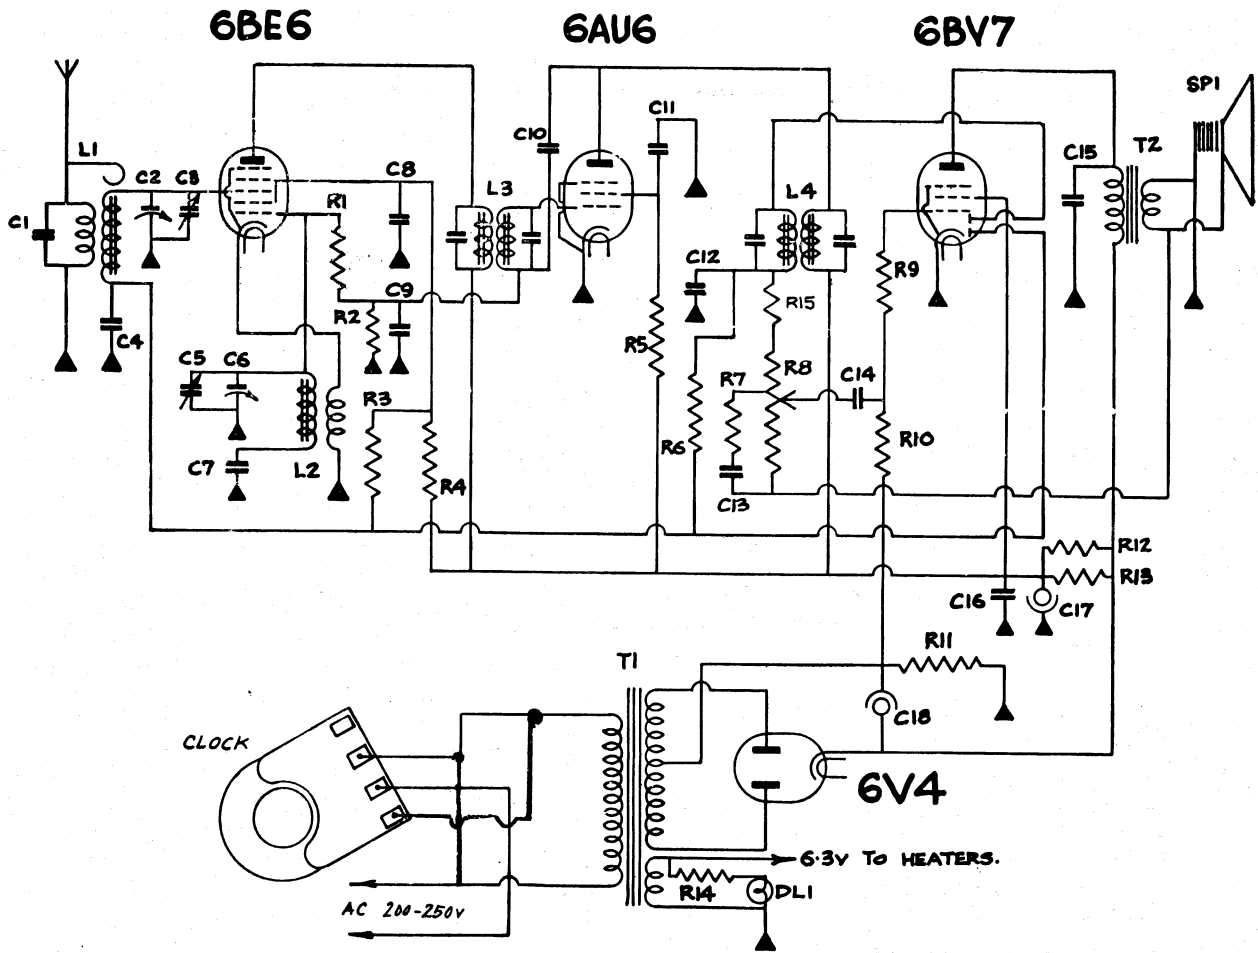 6BE6
6AU6
6BV7
SP1
C11
C10
L1
C2
C3
C8
C15
T2
R1
L3
L4
C1
C12
R9
C9
R2
R15
C4
R5
C5
C6
R7
R8
C14
R3
R6
R10
C7
L2
R4
C13
R12
R13
C16
C17
R11
T1
C18
CLOCK
6V4
6·3V TO HEATERS.
R14
DL1
AC 200-250V